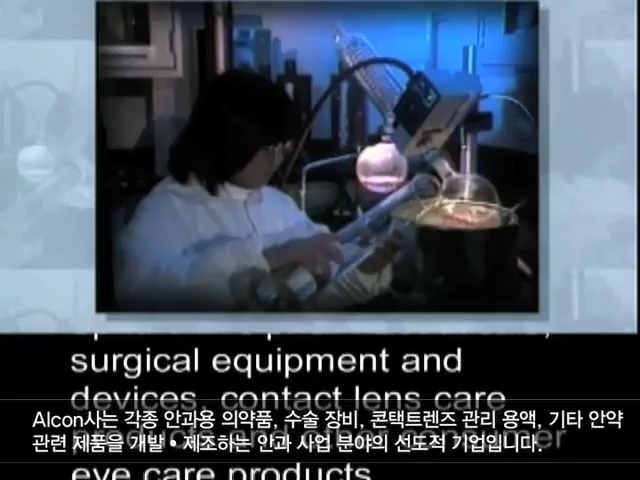 surgical equipment and
devices, contact lens care
Alcon사는 각종 안과용 의약품, 수술 장비, 콘택트렌즈 관리 용액, 기타 안약
관련 제품을 개발 • 제조하는 안과 사업 분야의 선도적 기업입니다.
eye care products